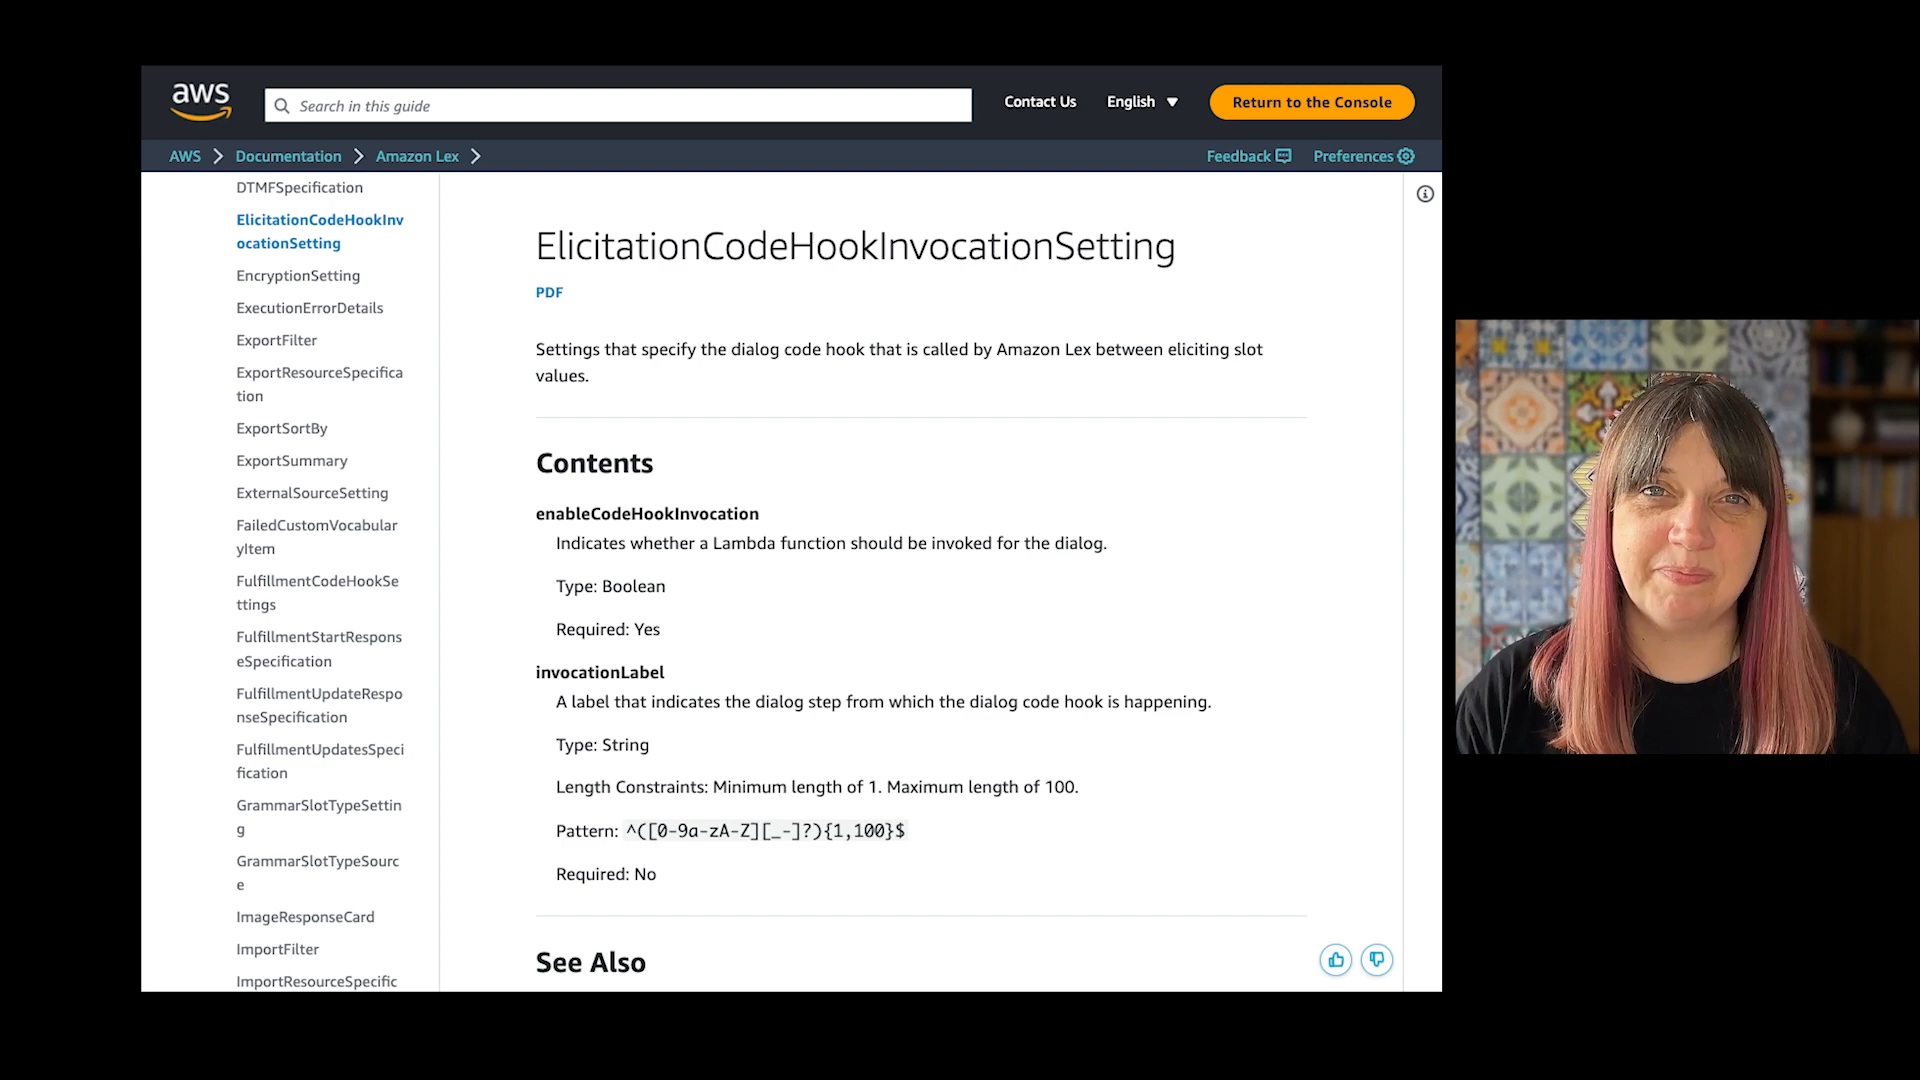 aws
Search in this guide
Contact Us
English
Return to the Console
AWS
Documentation
Amazon Lex
Feedback
Preferences
DTMFSpecification
ElicitationCodeHookInv
ocationSetting
EncryptionSetting
ExecutionErrorDetails
ExportFilter
ExportResourceSpecifica
tion
ExportSortBy
ExportSummary
ExternalSourceSetting
FailedCustomVocabular
yItem
FulfillmentCodeHookSe
ttings
FulfillmentStartRespons
eSpecification
FulfillmentUpdateRespo
nseSpecification
FulfillmentUpdatesSpeci
fication
GrammarSlotTypeSettin
g
GrammarSlotTypeSourc
e
ImageResponseCard
ImportFilter
ImportResourceSpecific
ElicitationCodeHookInvocationSetting
PDF
Settings that specify the dialog code hook that is called by Amazon Lex between eliciting slot
values.
Contents
enableCodeHookInvocation
Indicates whether a Lambda function should be invoked for the dialog.
Type: Boolean
Required: Yes
invocationLabel
A label that indicates the dialog step from which the dialog code hook is happening.
Type: String
Length Constraints: Minimum length of 1. Maximum length of 100.
Pattern: ^([0-9a-zA-Z][_-]?){1,100}$
Required: No
See Also